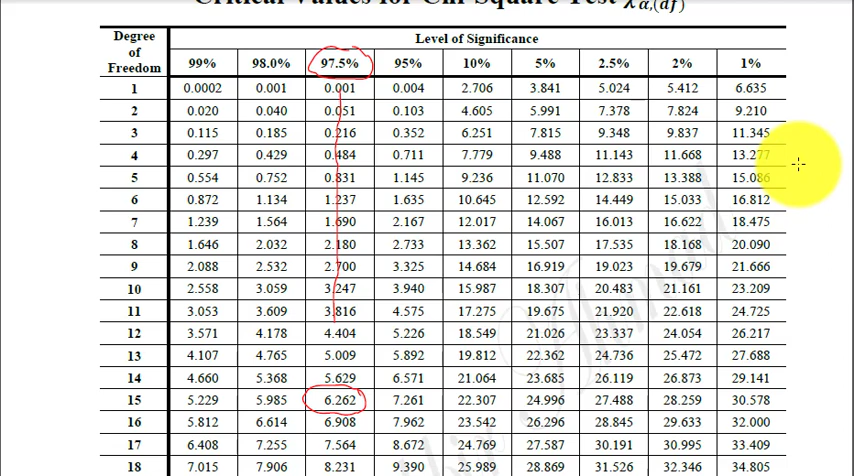 Critical Values for Chi-Square Test χ α,(df)
Degree of Freedom Level of Significance
99% 98.0% 97.5% 95% 10% 5% 2.5% 2% 1%
1 0.0002 0.001 0.001 0.004 2.706 3.841 5.024 5.412 6.635
2 0.020 0.040 0.051 0.103 4.605 5.991 7.378 7.824 9.210
3 0.115 0.185 0.216 0.352 6.251 7.815 9.348 9.837 11.345
4 0.297 0.429 0.484 0.711 7.779 9.488 11.143 11.668 13.277
5 0.554 0.752 0.831 1.145 9.236 11.070 12.833 13.388 15.086
6 0.872 1.134 1.237 1.635 10.645 12.592 14.449 15.033 16.812
7 1.239 1.564 1.690 2.167 12.017 14.067 16.013 16.622 18.475
8 1.646 2.032 2.180 2.733 13.362 15.507 17.535 18.168 20.090
9 2.088 2.532 2.700 3.325 14.684 16.919 19.023 19.679 21.666
10 2.558 3.059 3.247 3.940 15.987 18.307 20.483 21.161 23.209
11 3.053 3.609 3.816 4.575 17.275 19.675 21.920 22.618 24.725
12 3.571 4.178 4.404 5.226 18.549 21.026 23.337 24.054 26.217
13 4.107 4.765 5.009 5.892 19.812 22.362 24.736 25.472 27.688
14 4.660 5.368 5.629 6.571 21.064 23.685 26.119 26.873 29.141
15 5.229 5.985 6.262 7.261 22.307 24.996 27.488 28.259 30.578
16 5.812 6.614 6.908 7.962 23.542 26.296 28.845 29.633 32.000
17 6.408 7.255 7.564 8.672 24.769 27.587 30.191 30.995 33.409
18 7.015 7.906 8.231 9.390 25.989 28.869 31.526 32.346 34.805